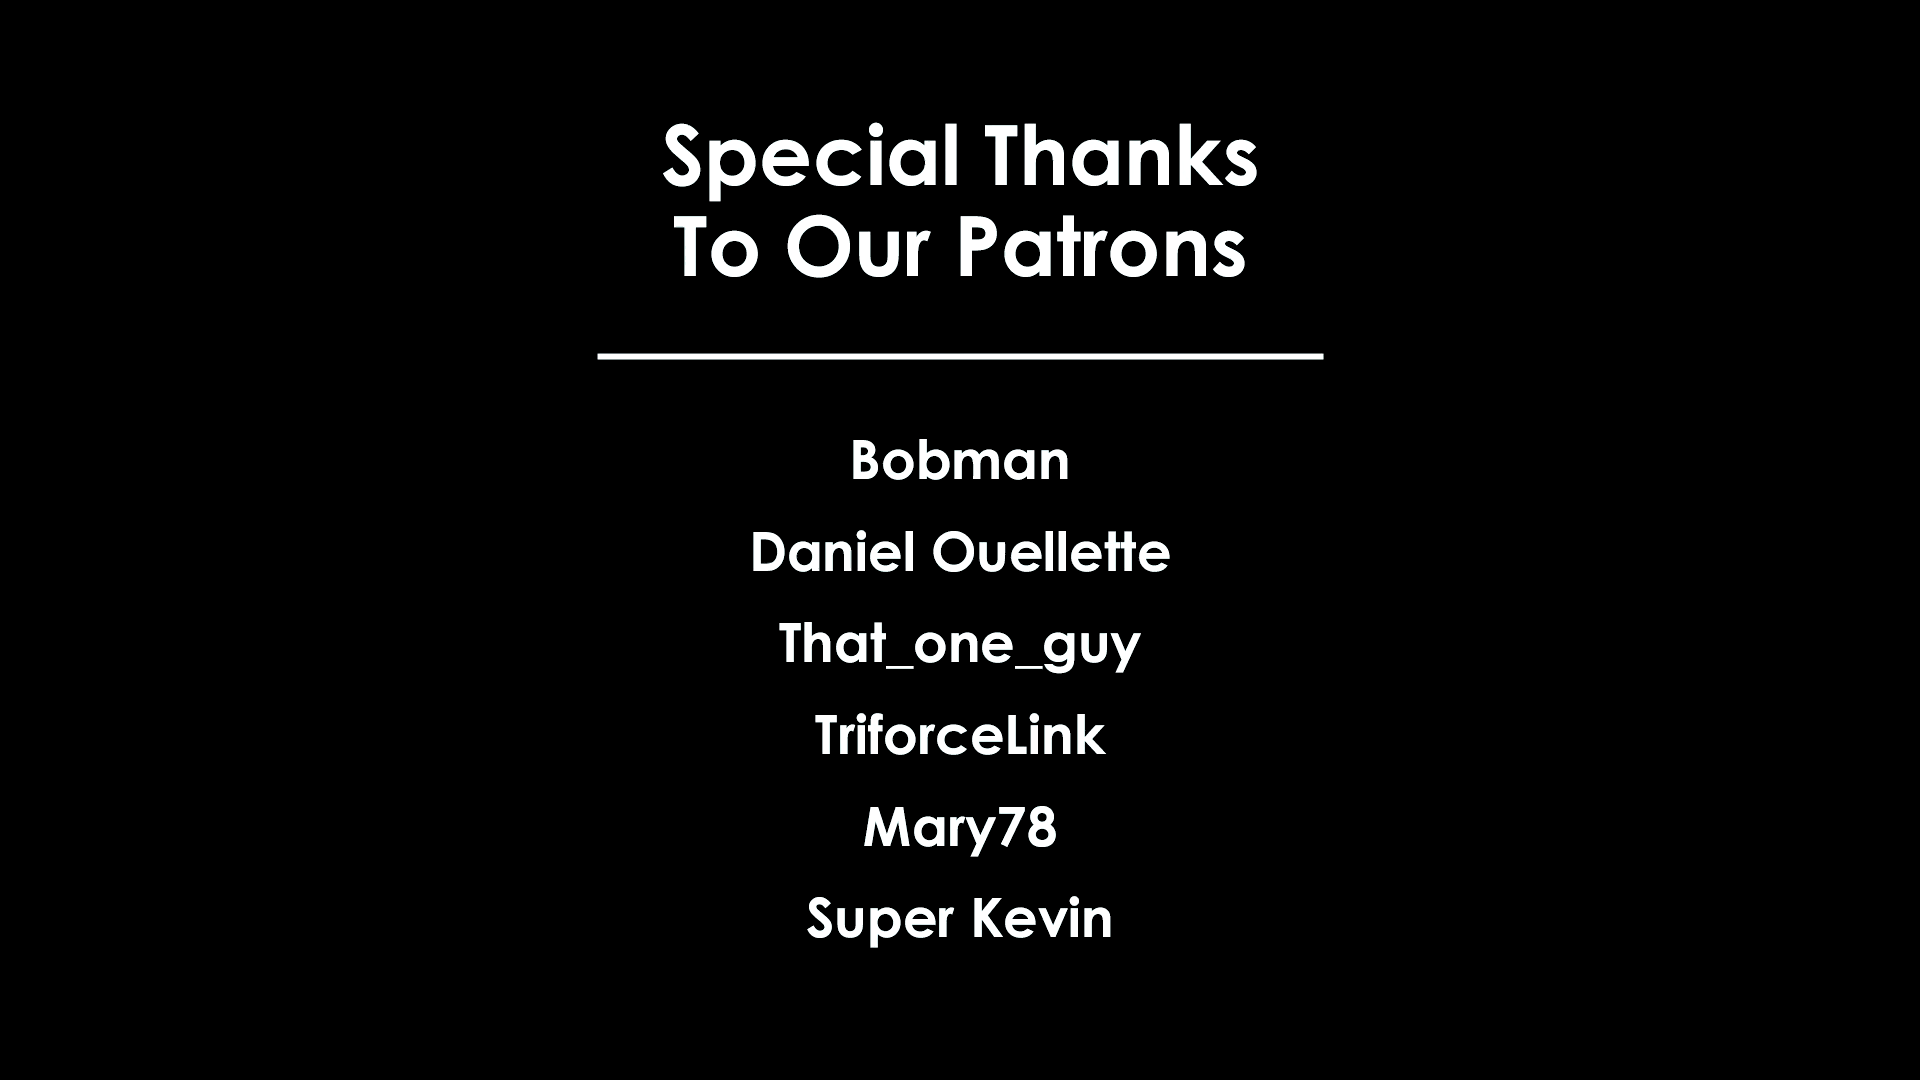 Special Thanks
To Our Patrons
Bobman
Daniel Ouellette
That_one_guy
TriforceLink
Mary78
Super Kevin